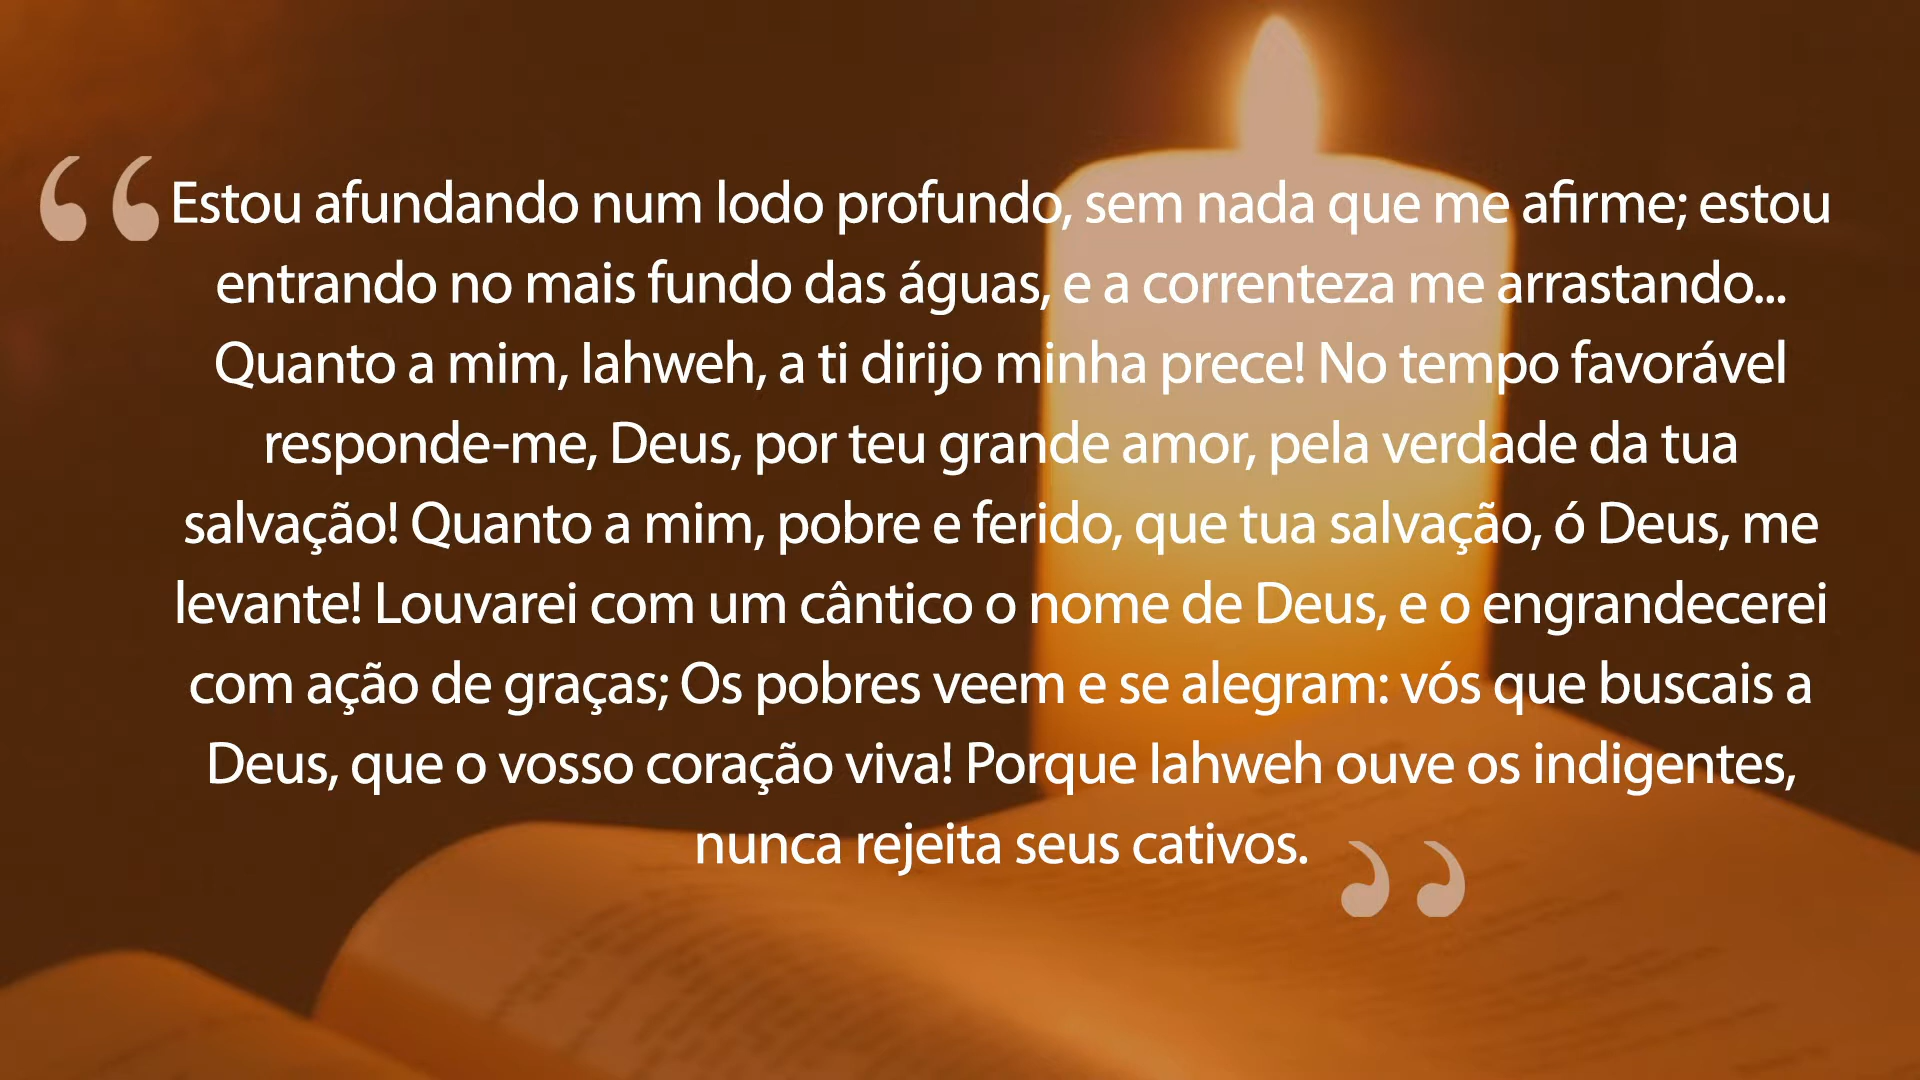 “Estou afundando num lodo profundo, sem nada que me afirme; estou
entrando no mais fundo das águas, e a correnteza me arrastando...
Quanto a mim, Iahweh, a ti dirijo minha prece! No tempo favorável
responde-me, Deus, por teu grande amor, pela verdade da tua
salvação! Quanto a mim, pobre e ferido, que tua salvação, ó Deus, me
levante! Louvarei com um cântico o nome de Deus, e o engrandecerei
com ação de graças; Os pobres veem e se alegram: vós que buscais a
Deus, que o vosso coração viva! Porque Iahweh ouve os indigentes,
nunca rejeita seus cativos.”